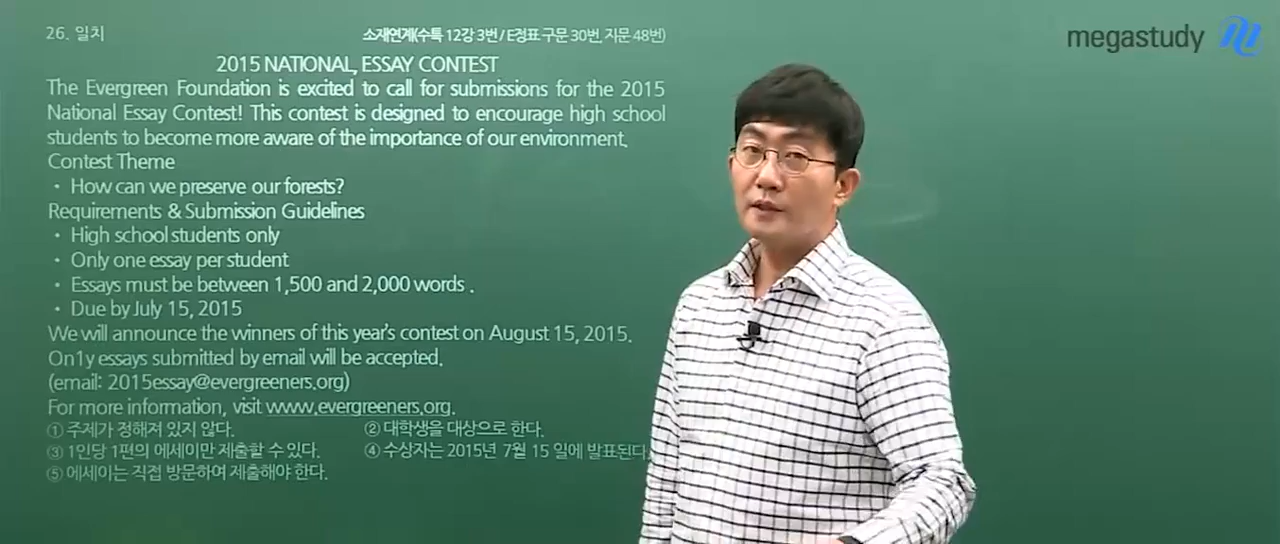 26. 일치
소재연계(수특 12강 3번 / E정표 구문 30번, 지문 48번)
megastudy
2015 NATIONAL, ESSAY CONTEST
The Evergreen Foundation is excited to call for submissions for the 2015
National Essay Contest! This contest is designed to encourage high school
students to become more aware of the importance of our environment.
Contest Theme
• How can we preserve our forests?
Requirements & Submission Guidelines
• High school students only
• Only one essay per student
• Essays must be between 1,500 and 2,000 words .
• Due by July 15, 2015
We will announce the winners of this year's contest on August 15, 2015.
On1y essays submitted by email will be accepted.
(email: 2015essay@evergreeners.org)
For more information, visit www.evergreeners.org.
① 주제가 정해져 있지 않다. ② 대학생을 대상으로 한다.
③ 1인당 1편의 에세이만 제출할 수 있다. ④ 수상자는 2015년 7월 15 일에 발표된다.
⑤ 에세이는 직접 방문하여 제출해야 한다.